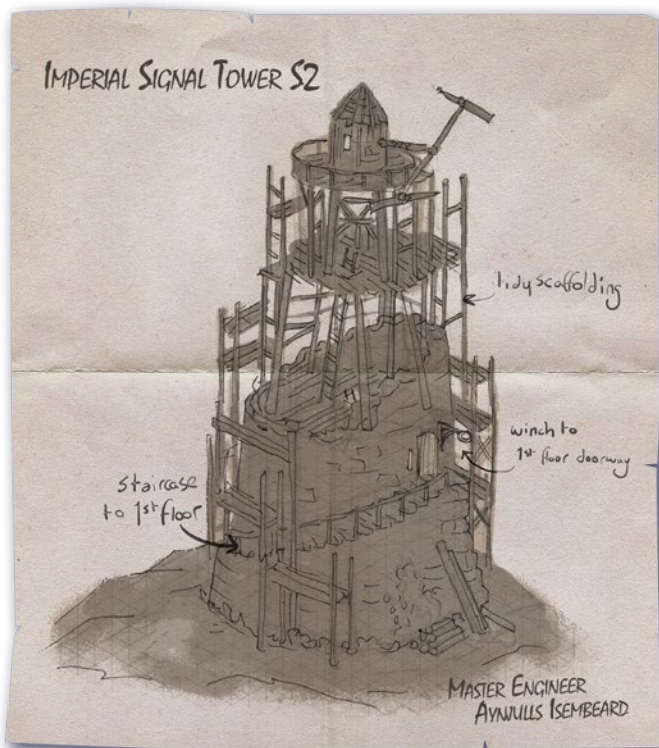 Imperial Signal Tower S2
tidy scaffolding
winch to
1st floor doorway
staircase
to 1st floor
Master Engineer
Aynjulls Isembeard